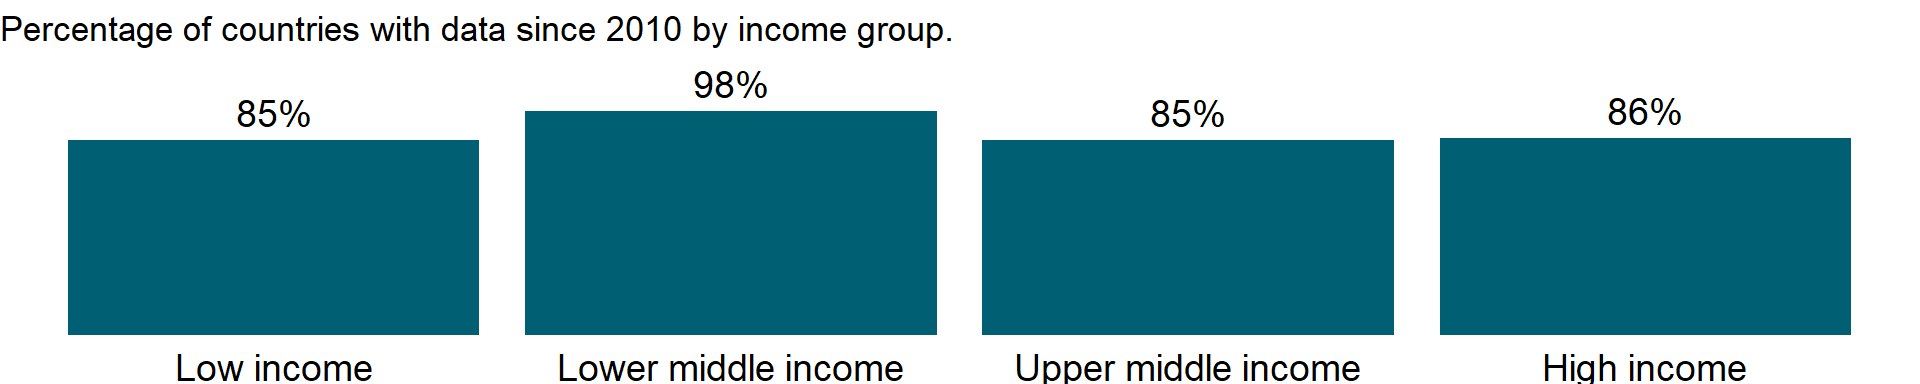 Percentage of countries with data since 2010 by income group.
85%
98%
85%
86%
Low income
Lower middle income
Upper middle income
High income